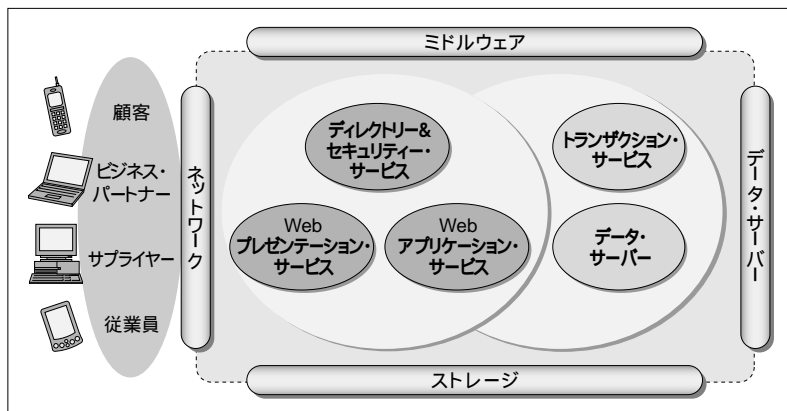 ミドルウェア
顧客
ビジネス・
パートナー
サプライヤー
従業員
ネットワーク
ディレクトリー&
セキュリティー・
サービス
Web
プレゼンテーション・
サービス
Web
アプリケーション・
サービス
トランザクション・
サービス
データ・
サーバー
データ・サーバー
ストレージ